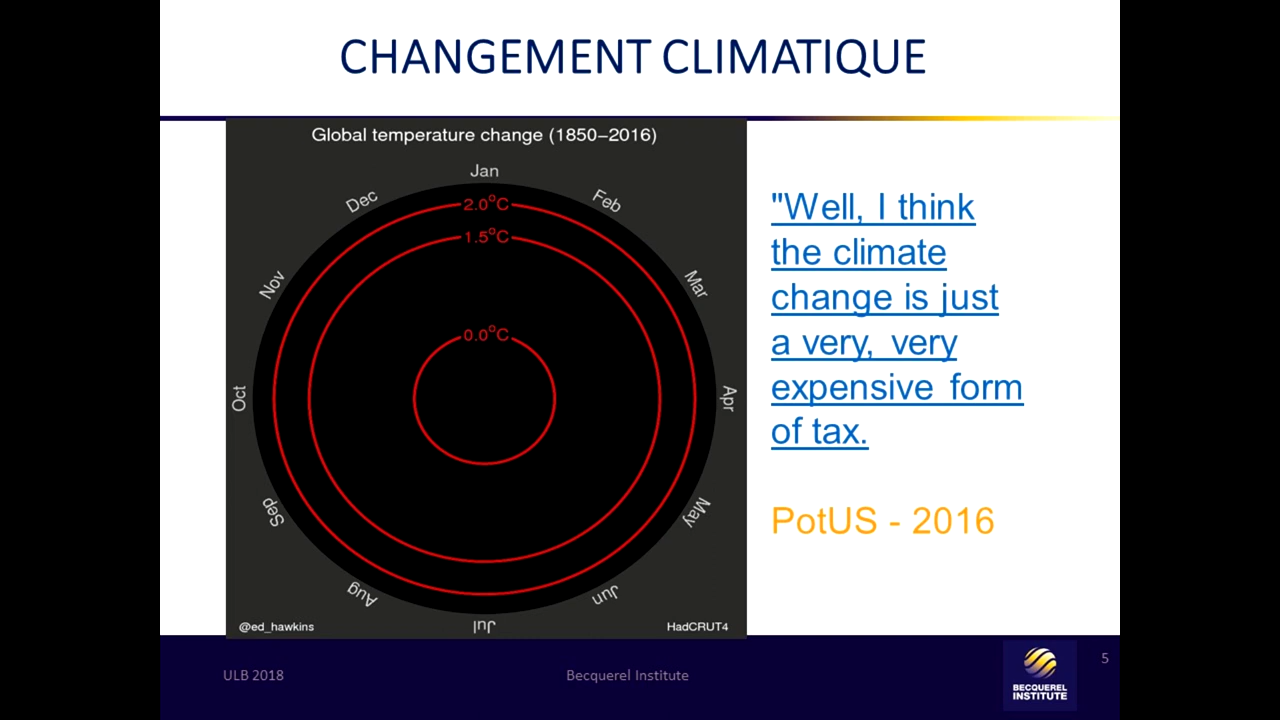 CHANGEMENT CLIMATIQUE
Global temperature change (1850–2016)
Jan
Feb
Mar
Apr
May
Jun
Jul
Aug
Sep
Oct
Nov
Dec
2.0°C
1.5°C
0.0°C
@ed_hawkins
HadCRUT4
"Well, I think
the climate
change is just
a very, very
expensive form
of tax.
PotUS - 2016
ULB 2018
Becquerel Institute
BECQUEREL
INSTITUTE
5